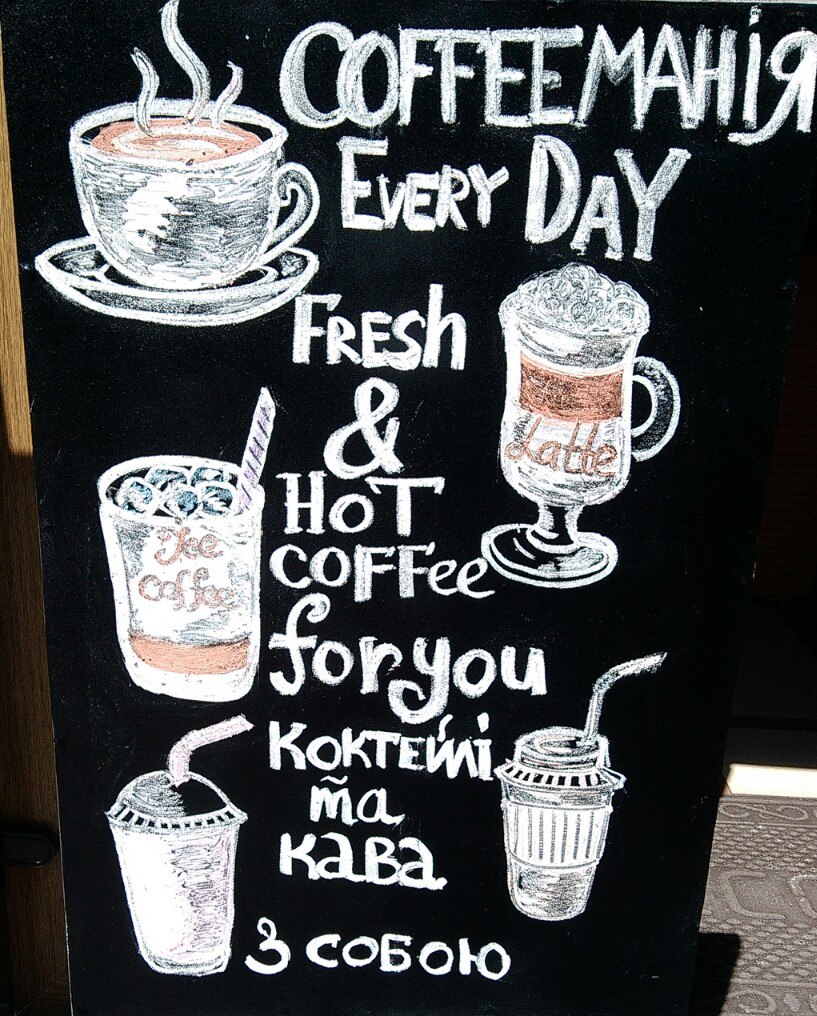 COFFEEМАНІЯ
EVERY DAY
FRESh
&
HOT
COFFee
for you
Latte
Ice
coffee
КОКТЕЙЛІ
та
кава
З СОБОЮ